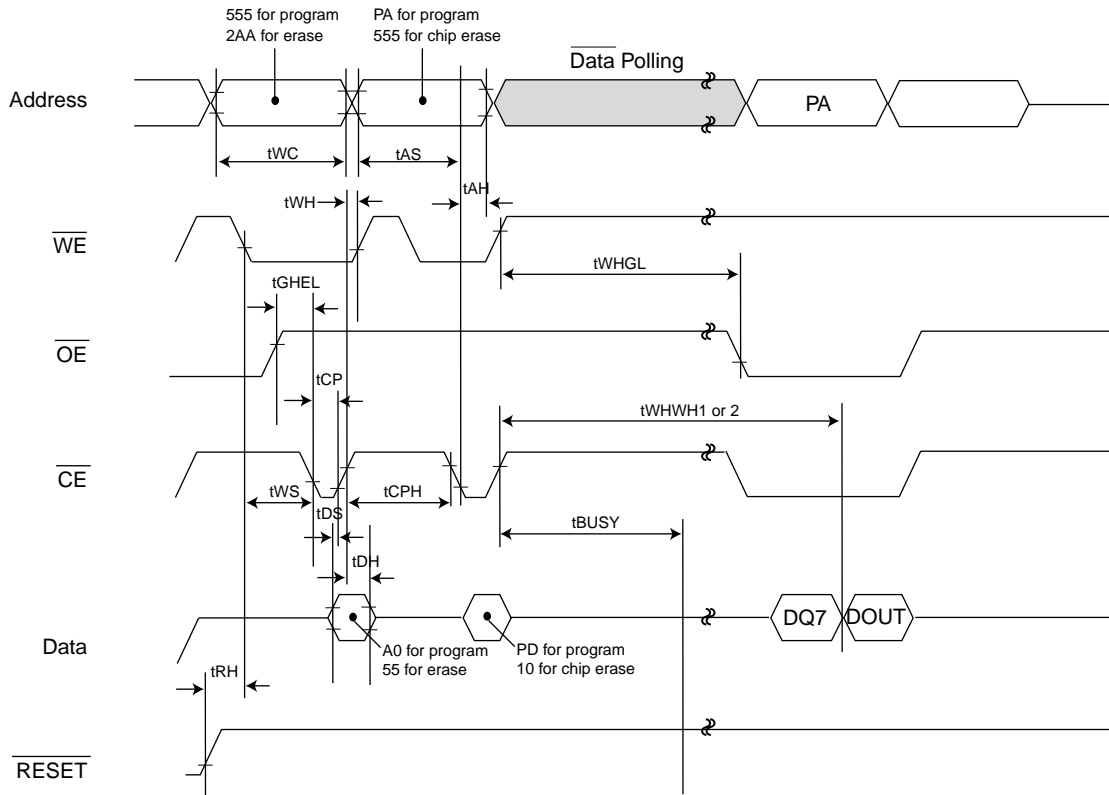 555 for program
2AA for erase
PA for program
555 for chip erase
Data Polling
Address
PA
tWC
tAS
tAH
tWH
WE
tWHGL
tGHEL
OE
tCP
tWHWH1 or 2
CE
tWS
tCPH
tDS
tBUSY
tDH
DQ7
DOUT
Data
A0 for program
55 for erase
PD for program
10 for chip erase
tRH
RESET